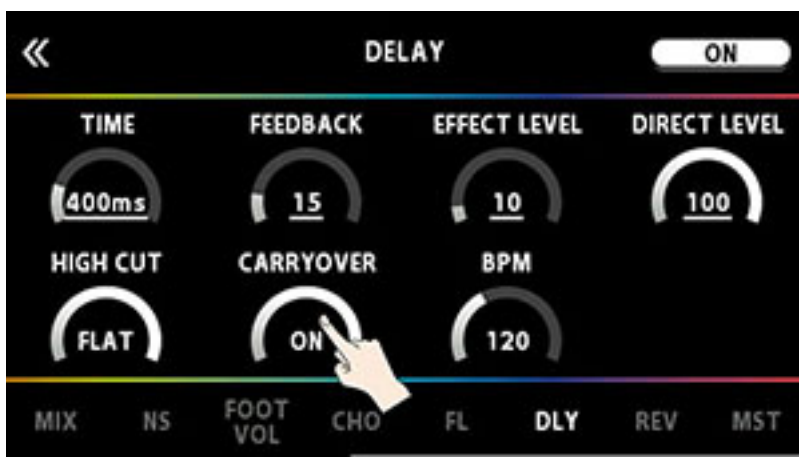 DELAY
ON
TIME
FEEDBACK
EFFECT LEVEL
DIRECT LEVEL
400ms
15
10
100
HIGH CUT
CARRYOVER
BPM
FLAT
ON
120
MIX
NS
FOOT
VOL
CHO
FL
DLY
REV
MST